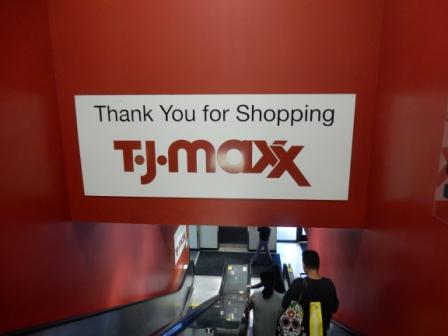 Thank You for Shopping
T•J•maxx